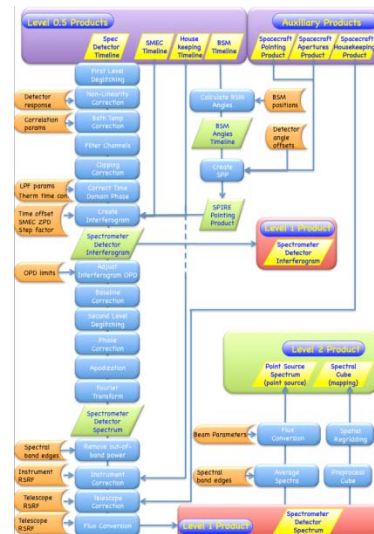 Level 0.5 Products
Auxiliary Products
Spec
Detector
Timeline
SMEC
Timeline
House
keeping
Timeline
BSM
Timeline
Spacecraft
Pointing
Product
Spacecraft
Apertures
Product
Spacecraft
Housekeeping
Product
First Level
Deglitching
Detector
response
Non-Linearity
Correction
Calculate BSM
Angles
BSM
positions
Correlation
params
Bath Temp
Correction
BSM
Angles
Timeline
Detector
angle
offsets
Filter Channels
Clipping
Correction
Create
SPP
LPF params
Therm time con.
Correct Time
Domain Phase
Time offset
SMEC ZPD
Step factor
Create
Interferogram
SPIRE
Pointing
Product
Spectrometer
Detector
Interferogram
Level 1 Product
Spectrometer
Detector
Interferogram
OPD limits
Adjust
Interferogram OPD
Baseline
Correction
Second Level
Deglitching
Phase
Correction
Apodization
Fourier
Transform
Level 2 Product
Point Source
Spectrum
(point source)
Spectral
Cube
(mapping)
Spectrometer
Detector
Spectrum
Beam Parameters
Flux
Conversion
Spatial
Regridding
Spectral
band edges
Remove out-of-
band power
Instrument
RSRF
Instrument
Correction
Spectral
band edges
Average
Spectra
Preprocess
Cube
Telescope
RSRF
Telescope
Correction
Telescope
RSRF
Flux Conversion
Level 1 Product
Spectrometer
Detector
Spectrum